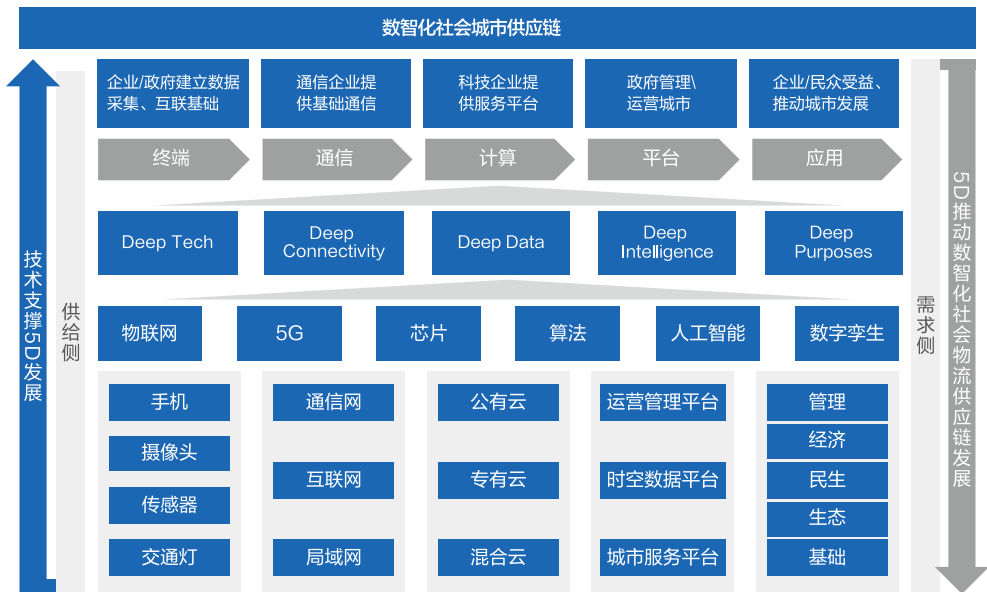 数智化社会城市供应链
企业/政府建立数据
采集、互联基础
通信企业提
供基础通信
科技企业提
供服务平台
政府管理\
运营城市
企业/民众受益、
推动城市发展
终端
通信
计算
平台
应用
Deep Tech
Deep
Connectivity
Deep Data
Deep
Intelligence
Deep
Purposes
技术支撑5D发展
供给侧
需求侧
5D推动数智化社会物流供应链发展
物联网
5G
芯片
算法
人工智能
数字孪生
手机
摄像头
传感器
交通灯
通信网
互联网
局域网
公有云
专有云
混合云
运营管理平台
时空数据平台
城市服务平台
管理
经济
民生
生态
基础